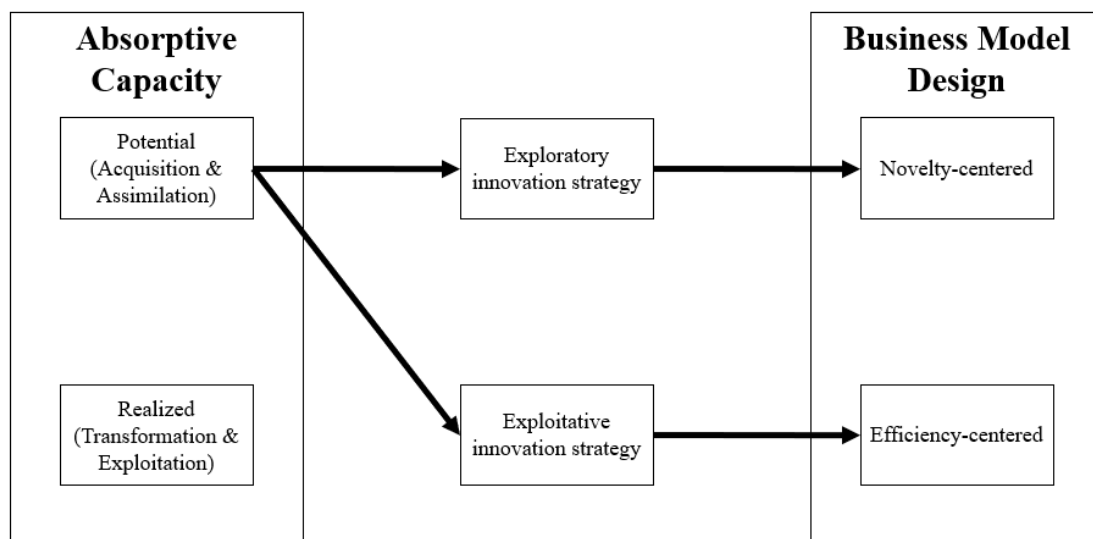 Absorptive
Capacity
Business Model
Design
Potential
(Acquisition &
Assimilation)
Exploratory
innovation strategy
Novelty-centered
Realized
(Transformation &
Exploitation)
Exploitative
innovation strategy
Efficiency-centered